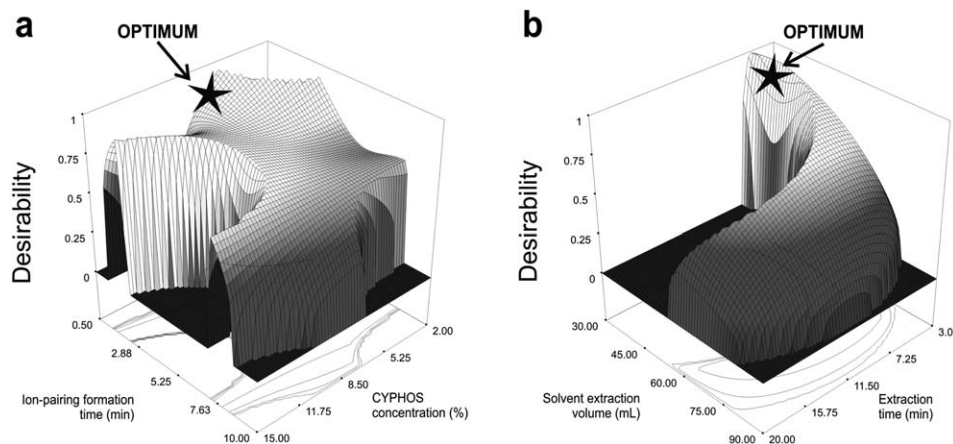 a
OPTIMUM
1
0.75
0.5
0.25
0
Desirability
0.50
2.88
5.25
7.63
10.00
Ion-pairing formation
time (min)
2.00
5.25
8.50
11.75
15.00
CYPHOS
concentration (%)
b
OPTIMUM
1
0.75
0.5
0.25
0
Desirability
30.00
45.00
60.00
75.00
90.00
Solvent extraction
volume (mL)
3.0
7.25
11.50
15.75
20.00
Extraction
time (min)